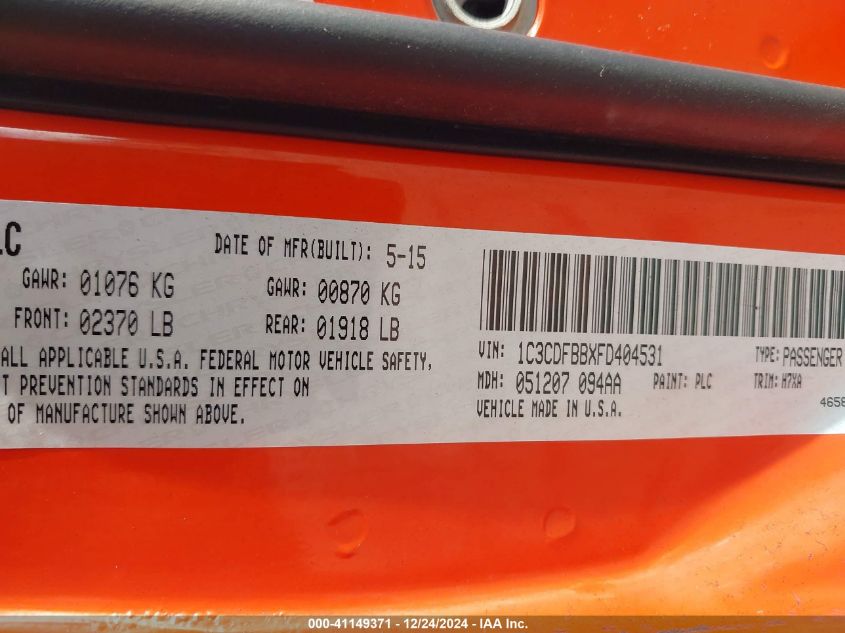 LC
DATE OF MFR(BUILT): 5-15
GAWR: 01076 KG GAWR: 00870 KG
FRONT: 02370 LB REAR: 01918 LB
ALL APPLICABLE U.S.A. FEDERAL MOTOR VEHICLE SAFETY,
T PREVENTION STANDARDS IN EFFECT ON
OF MANUFACTURE SHOWN ABOVE.
VIN: 1C3CDFBBXFD404531 TYPE: PASSENGER
MDH: 051207 094AA PAINT: PLC TRIM: H7XA
VEHICLE MADE IN U.S.A.
4658
000-41149371 - 12/24/2024 - IAA Inc.